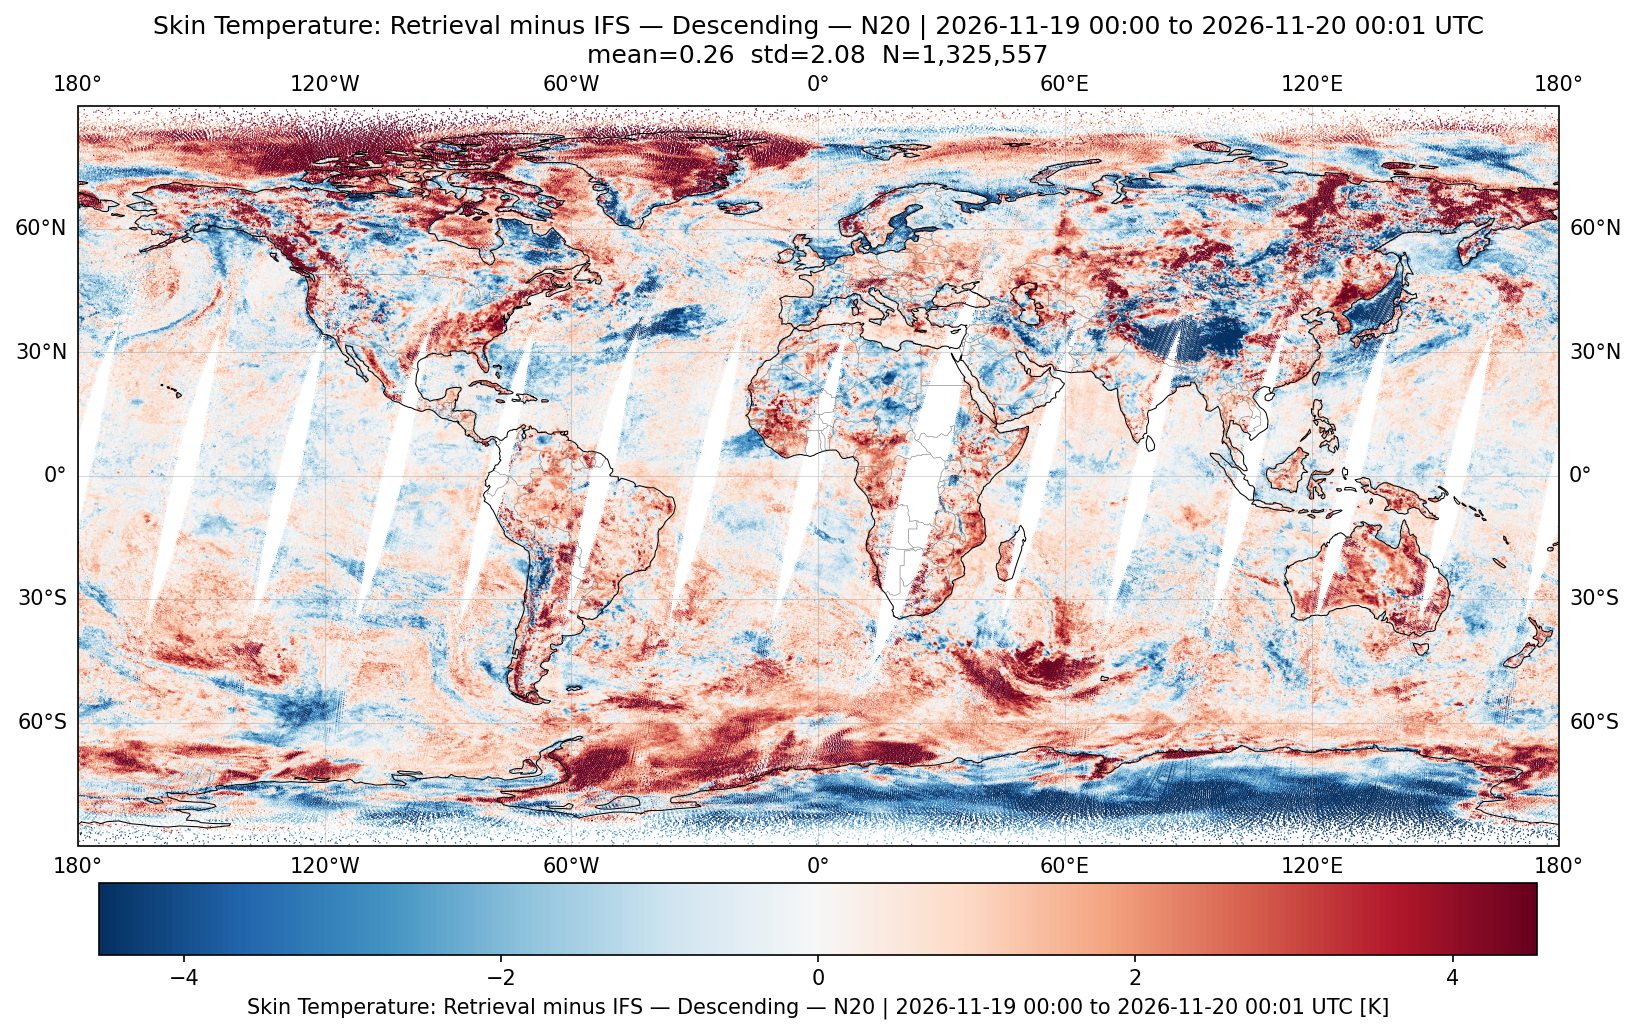 Skin Temperature: Retrieval minus IFS — Descending — N20 | 2026-11-19 00:00 to 2026-11-20 00:01 UTC
mean=0.26 std=2.08 N=1,325,557
180° 120°W 60°W 0° 60°E 120°E 180°
60°N 60°N
30°N 30°N
0° 0°
30°S 30°S
60°S 60°S
180° 120°W 60°W 0° 60°E 120°E 180°
−4 −2 0 2 4
Skin Temperature: Retrieval minus IFS — Descending — N20 | 2026-11-19 00:00 to 2026-11-20 00:01 UTC [K]